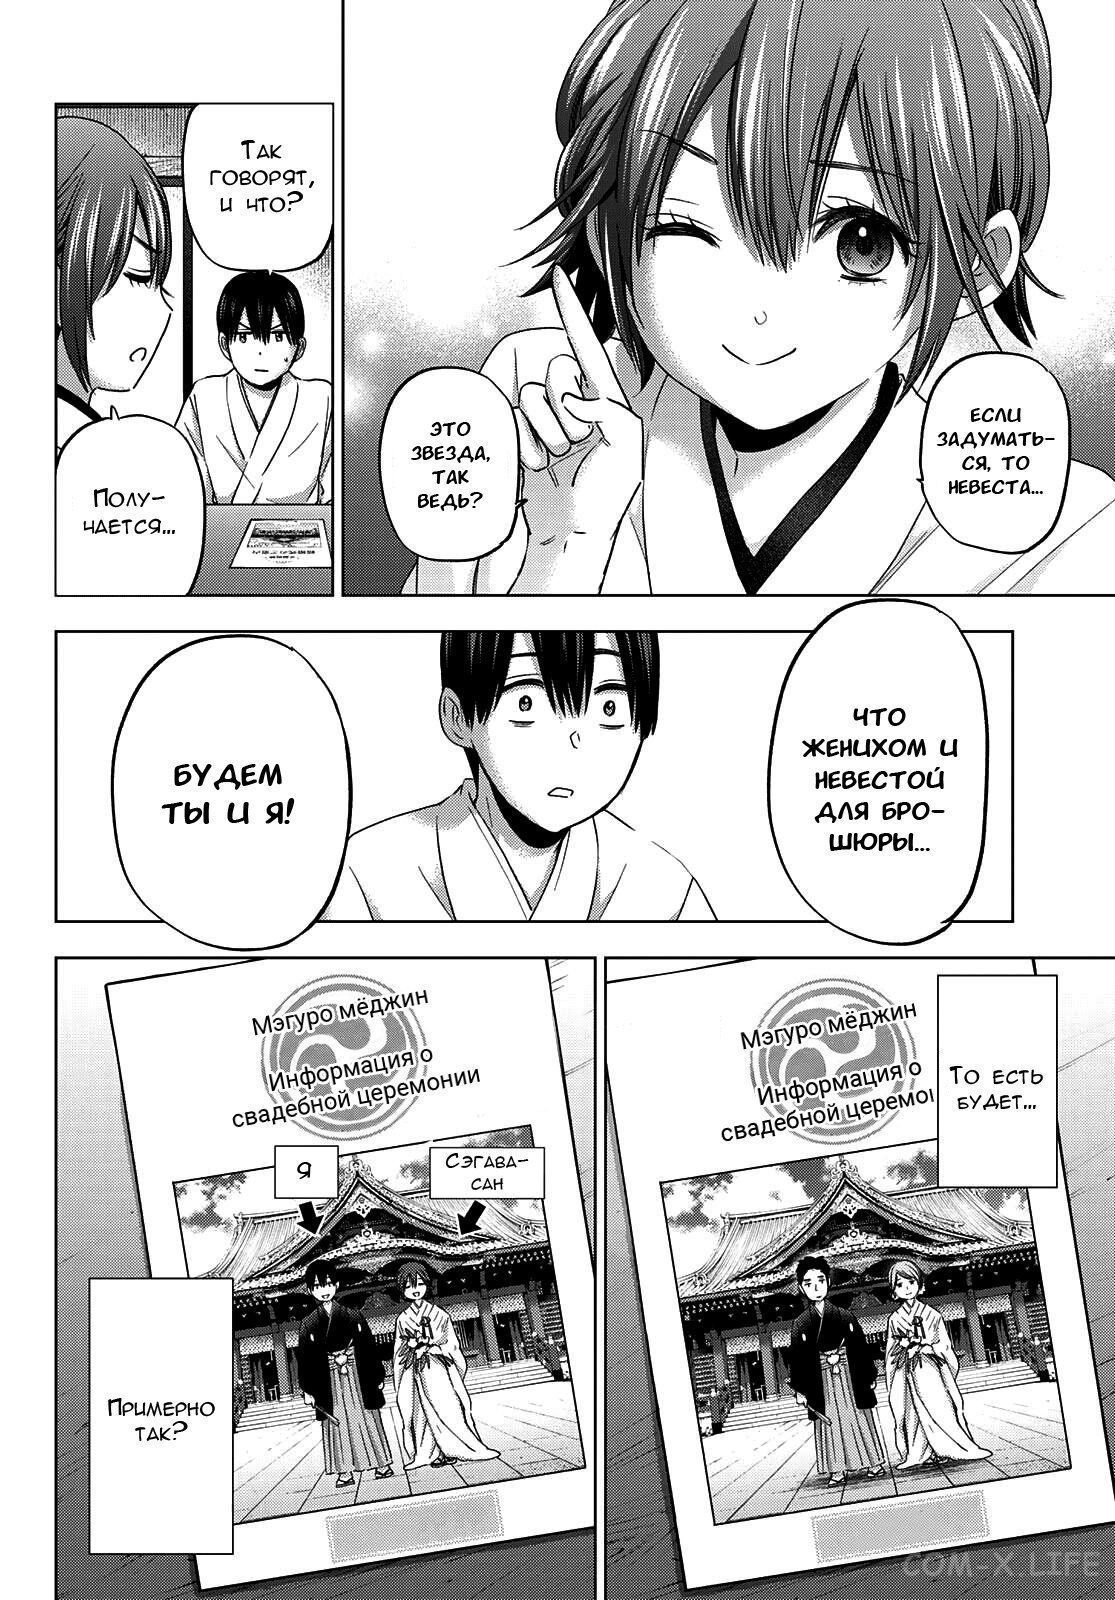 ЕСЛИ
ЗАДУМАТЬ-
СЯ, ТО
НЕВЕСТА...
ЭТО
ЗВЕЗДА,
ТАК
ВЕДЬ?
ТАК
ГОВОРЯТ,
И ЧТО?
ПОЛУ-
ЧАЕТСЯ...
ЧТО
ЖЕНИХОМ И
НЕВЕСТОЙ
ДЛЯ БРО-
ШЮРЫ...
БУДЕМ
ТЫ И Я!
ТО ЕСТЬ
БУДЕТ...
Мэгуро мёджин
Информация о
свадебной церемон
Мэгуро мёджин
Информация о
свадебной церемонии
Я
СЭГАВА-
САН
ПРИМЕРНО
ТАК?
COM-X LIFE